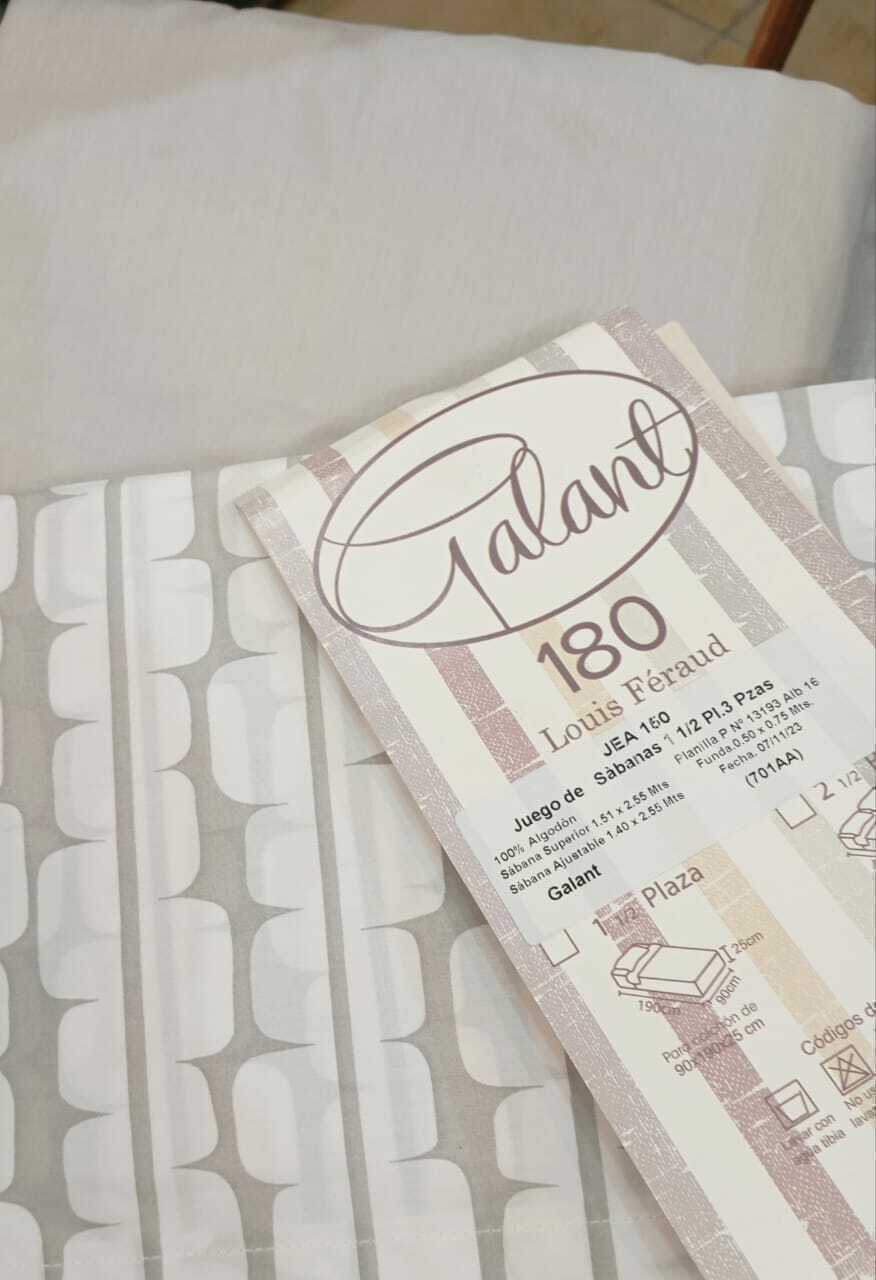 Galant
180
Louis Féraud
JEA 160
Juego de Sàbanas 1 1/2 Pl.3 Pzas
100% Algodón Planilla P Nº 13193 Alb 16
Sábana Superior 1.51 x 2.55 Mts Funda.0.50 x 0.75 Mts.
Sábana Ajustable 1.40 x 2.55 Mts Fecha, 07/11/23
Galant (701AA)
1 1/2 Plaza
2 1/2
25cm
190cm
90cm
Para colchón de
90x190x25 cm
Códigos
Lavar con
agua tibia
No